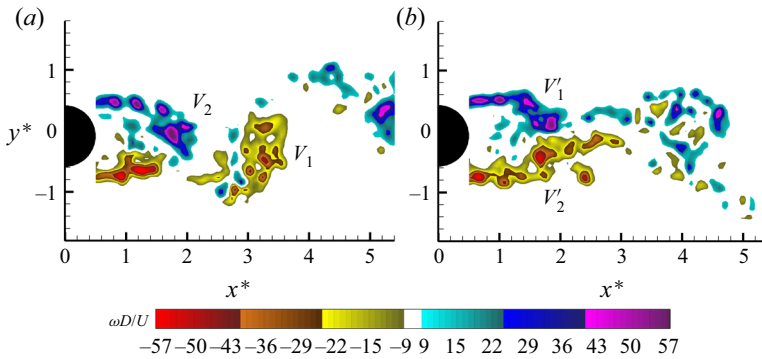 (a) (b)
1 1
V₂ V′₁
y* 0 0
V₁
−1 −1 V′₂
0 1 2 3 4 5 0 1 2 3 4 5
x* x*
ωD/U
−57 −50 −43 −36 −29 −22 −15 −9 9 15 22 29 36 43 50 57